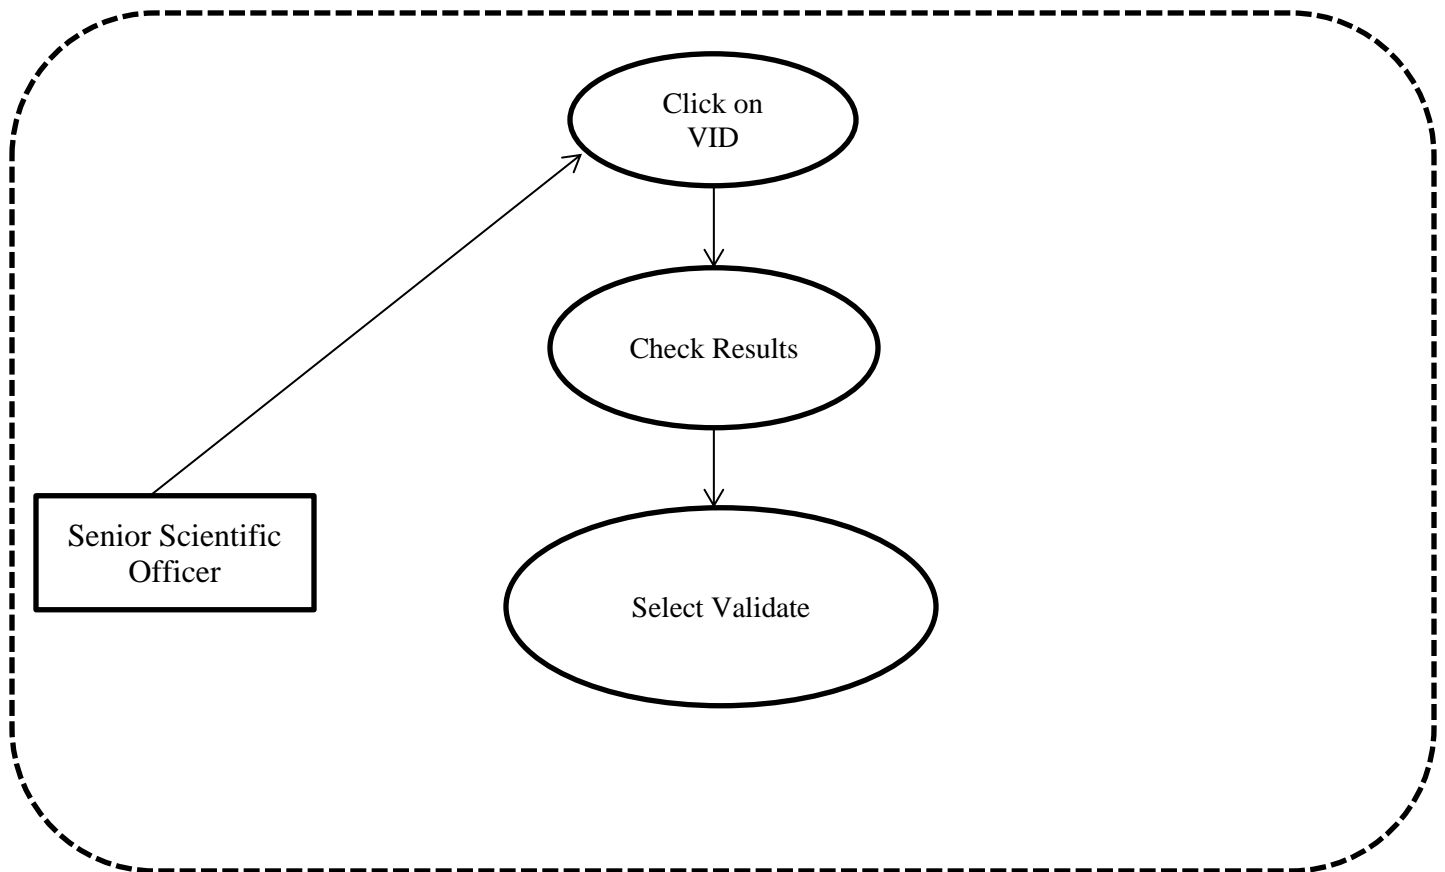 Click on
VID
Check Results
Senior Scientific
Officer
Select Validate